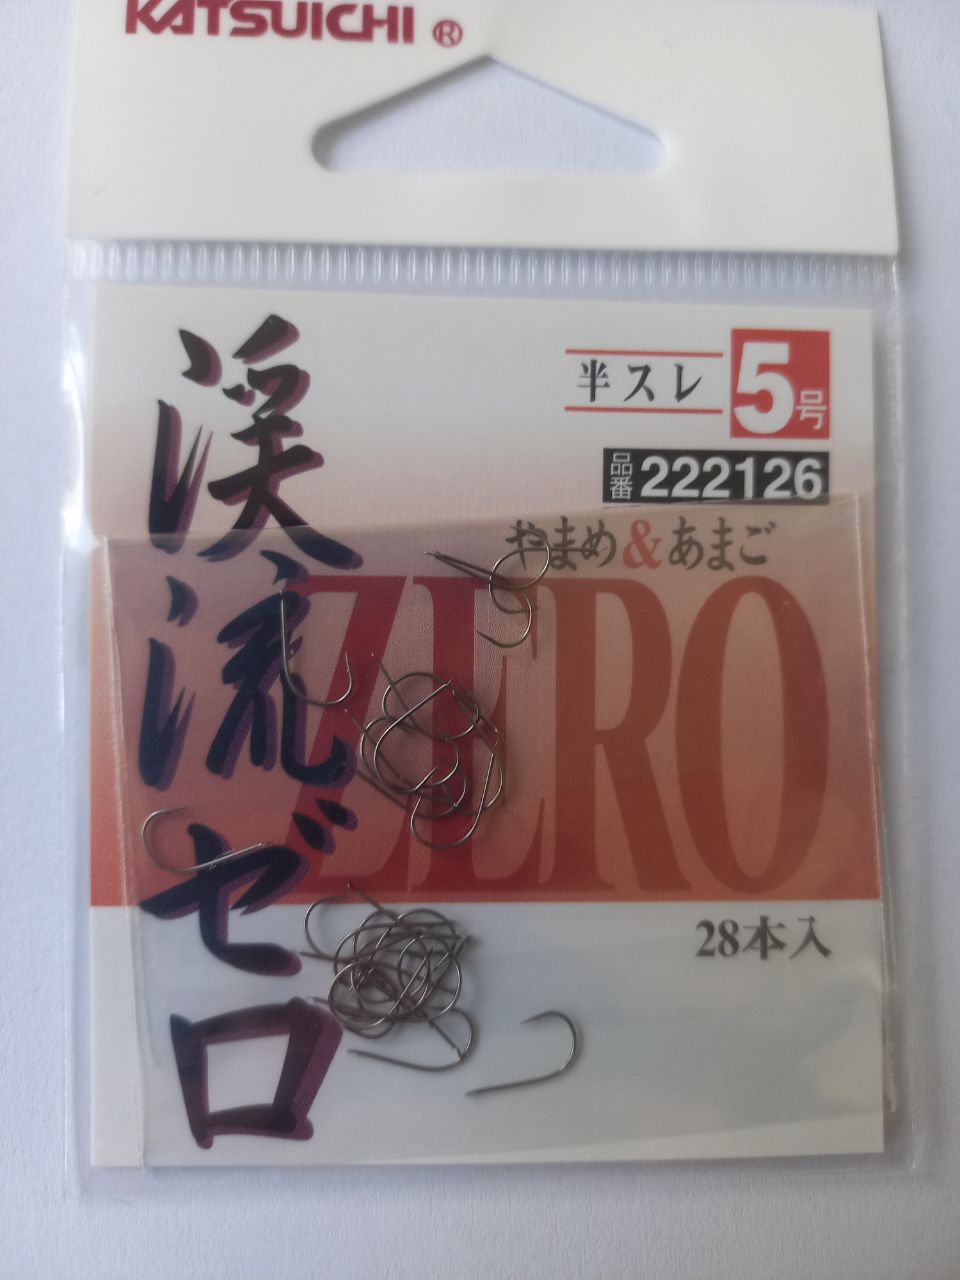 KATSUICHI ®
半スレ 5号
品番 222126
渓流ゼロ
やまめ&あまご
ZERO
28本入